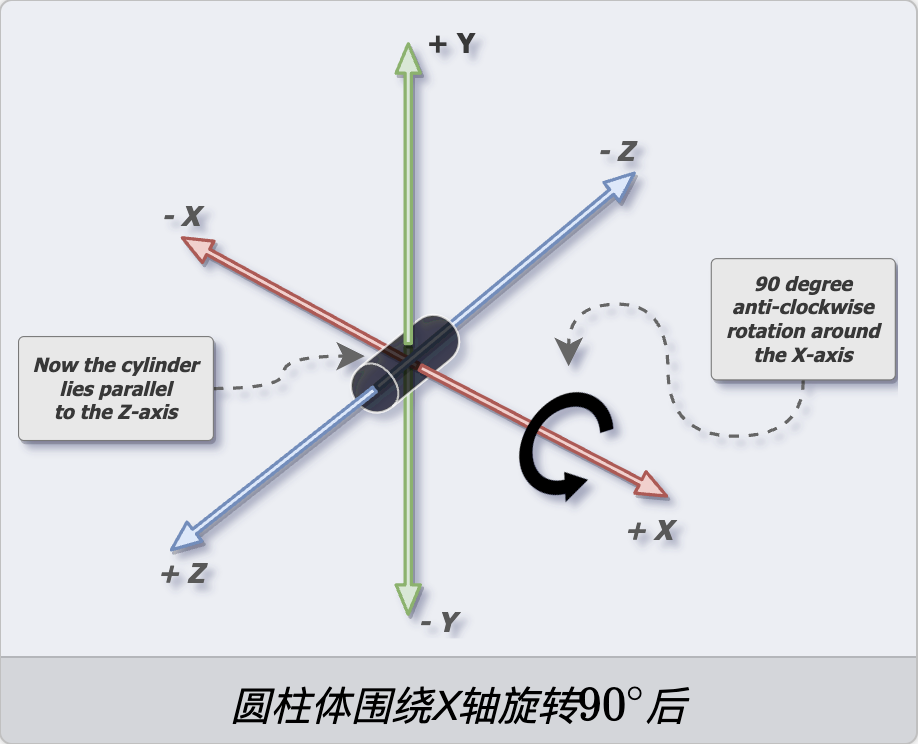 + Y
- Z
- X
90 degree
anti-clockwise
rotation around
the X-axis
Now the cylinder
lies parallel
to the Z-axis
+ X
+ Z
- Y
圆柱体围绕X轴旋转90°后